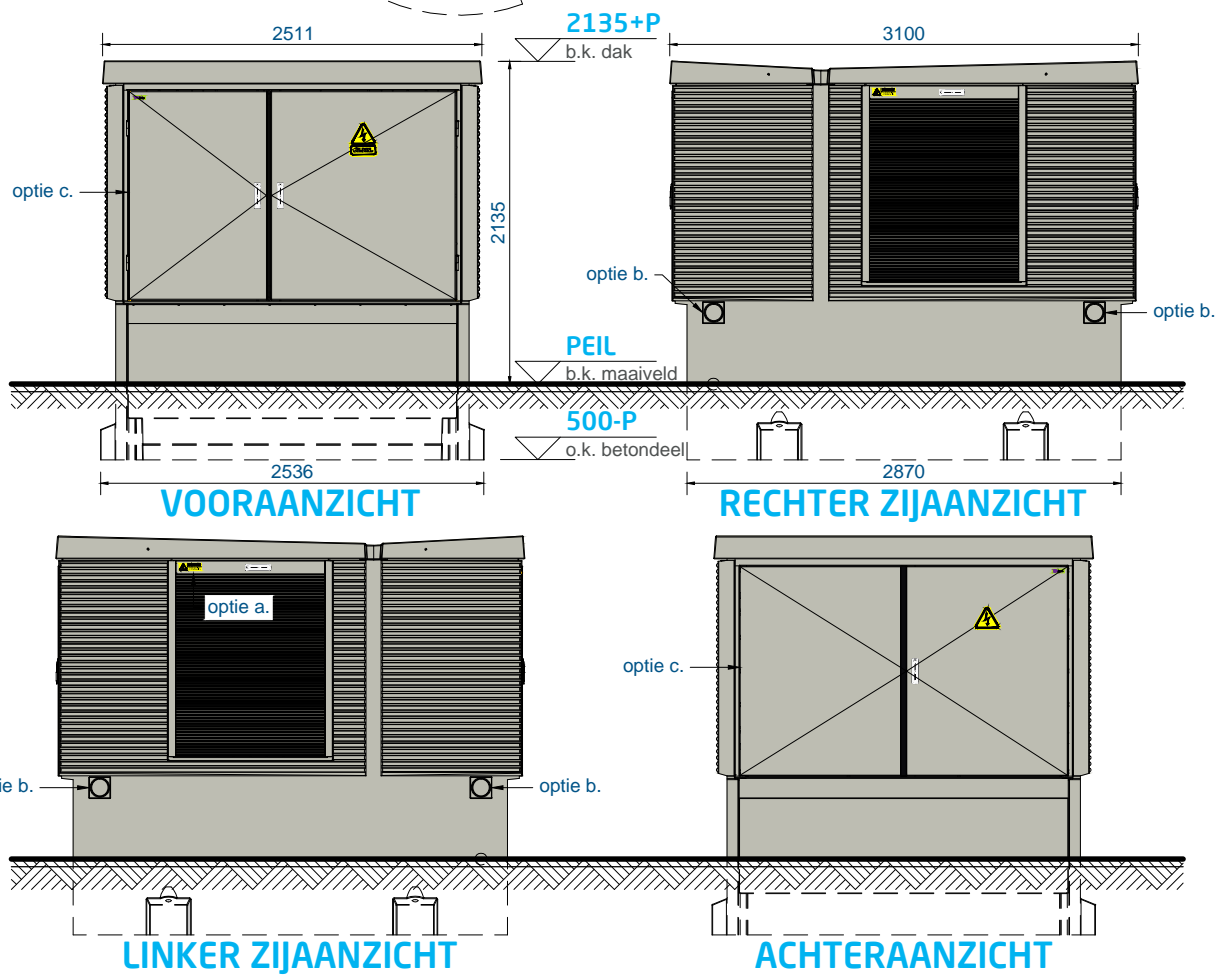 2511
2135+P
b.k. dak
3100
optie c.
2135
optie b.
optie b.
PEIL
b.k. maaiveld
500-P
o.k. betondeel
2536
2870
VOORAANZICHT
RECHTER ZIJAANZICHT
optie a.
optie c.
ie b.
optie b.
LINKER ZIJAANZICHT
ACHTERAANZICHT